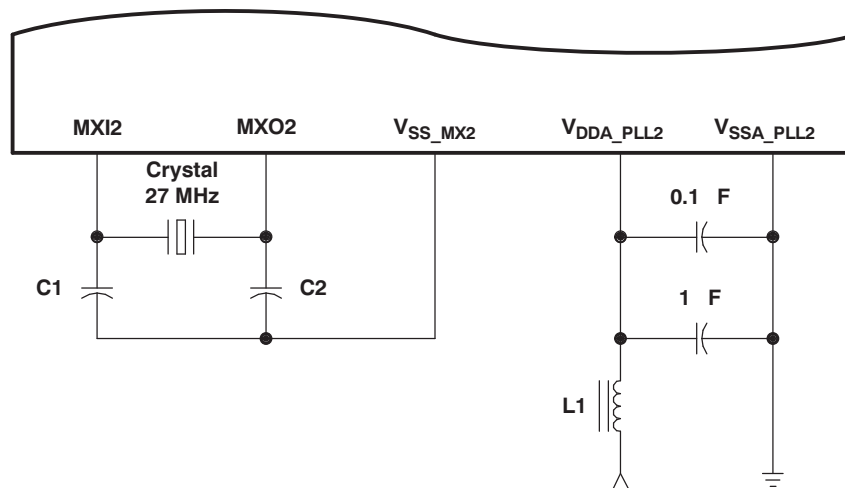 MXI2 MXO2 VSS_MX2 VDDA_PLL2 VSSA_PLL2
Crystal
27 MHz
0.1 F
C1 C2
1 F
L1